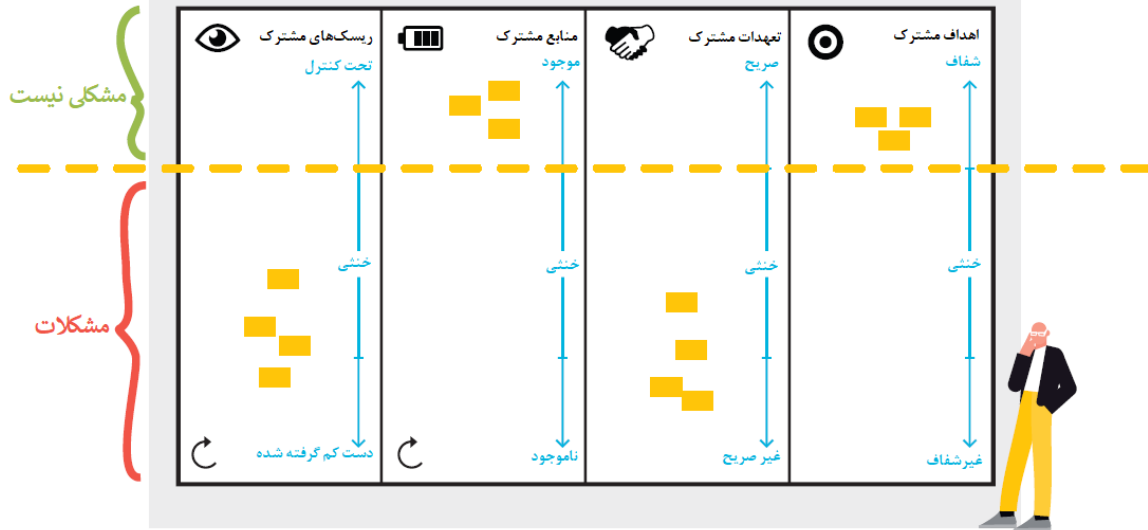 اهداف مشترک
شفاف
خنثی
غیرشفاف
تعهدات مشترک
صریح
خنثی
غیر صریح
منابع مشترک
موجود
خنثی
ناموجود
ریسک‌های مشترک
تحت کنترل
خنثی
دست کم گرفته شده
مشکلی نیست
مشکلات